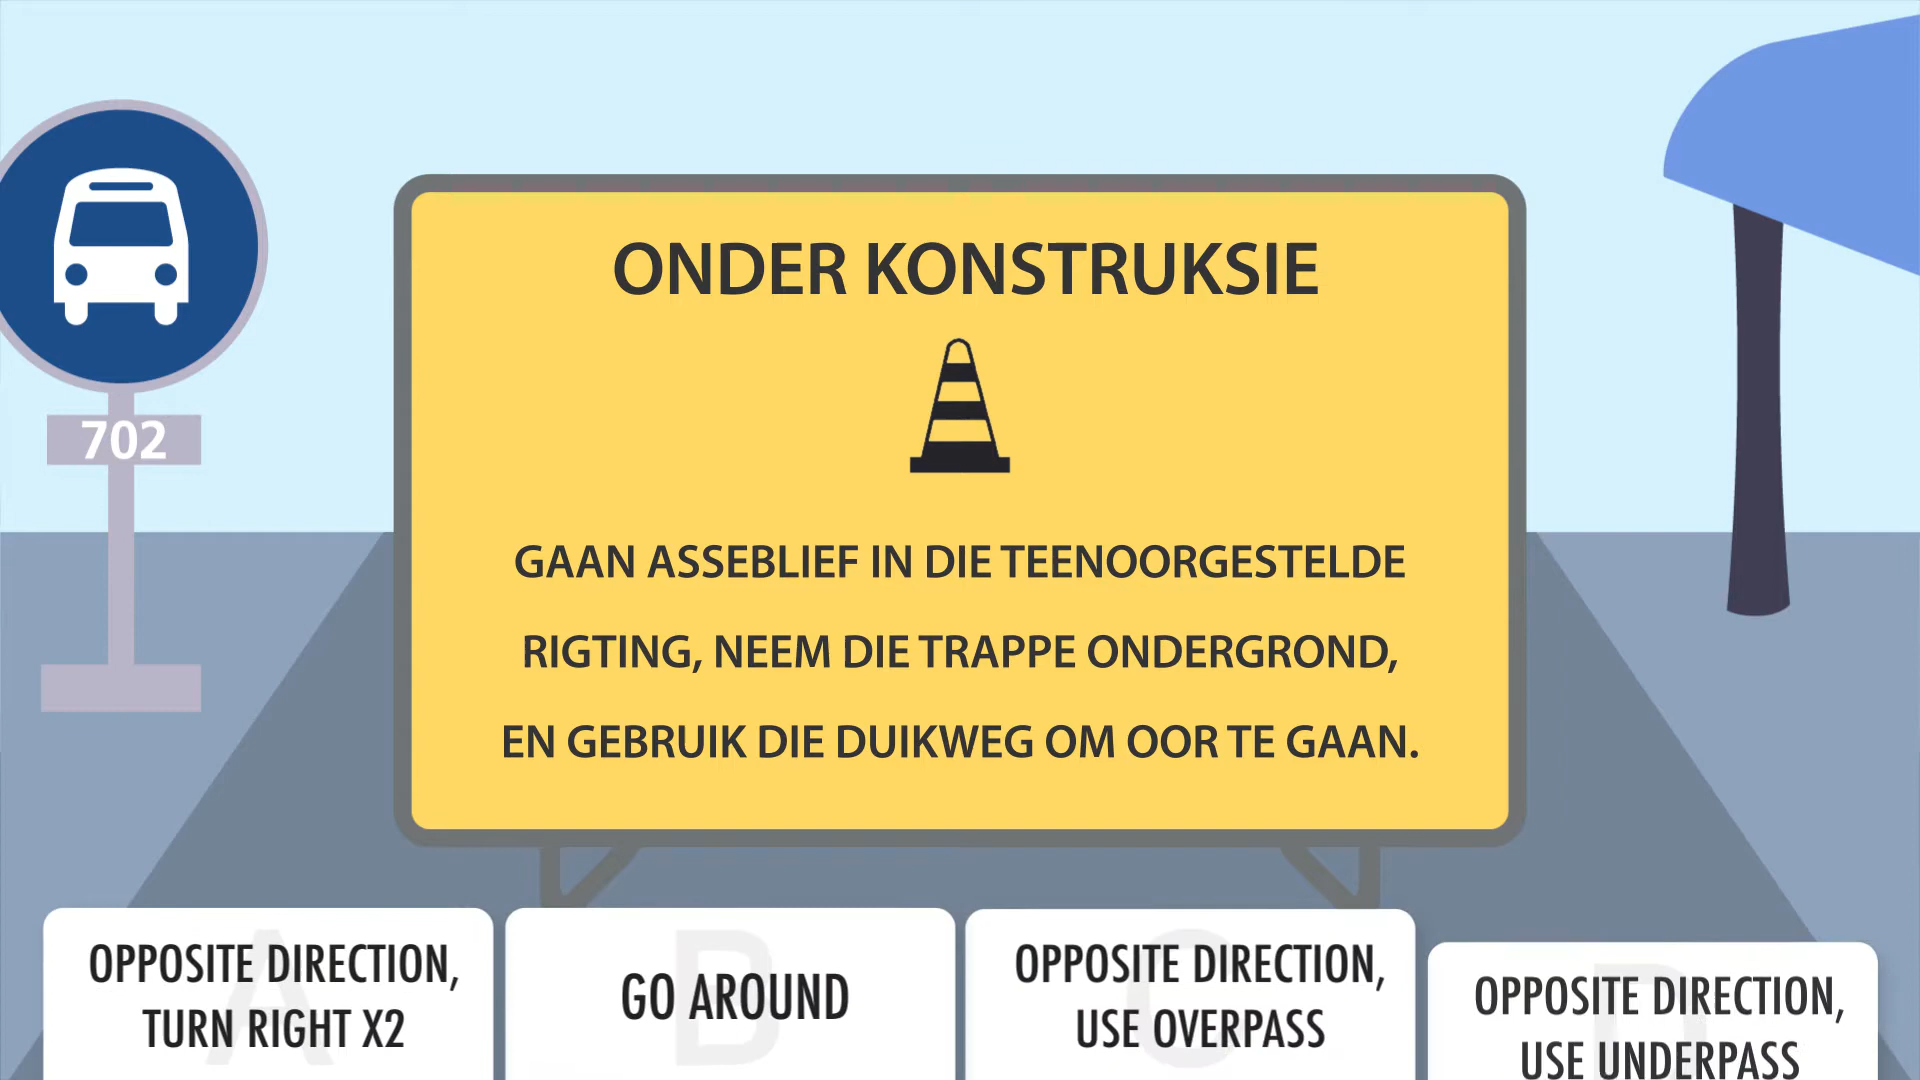 702
ONDER KONSTRUKSIE
GAAN ASSEBLIEF IN DIE TEENOORGESTELDE
RIGTING, NEEM DIE TRAPPE ONDERGROND,
EN GEBRUIK DIE DUIKWEG OM OOR TE GAAN.
A
OPPOSITE DIRECTION,
TURN RIGHT X2
B
GO AROUND
C
OPPOSITE DIRECTION,
USE OVERPASS
D
OPPOSITE DIRECTION,
USE UNDERPASS